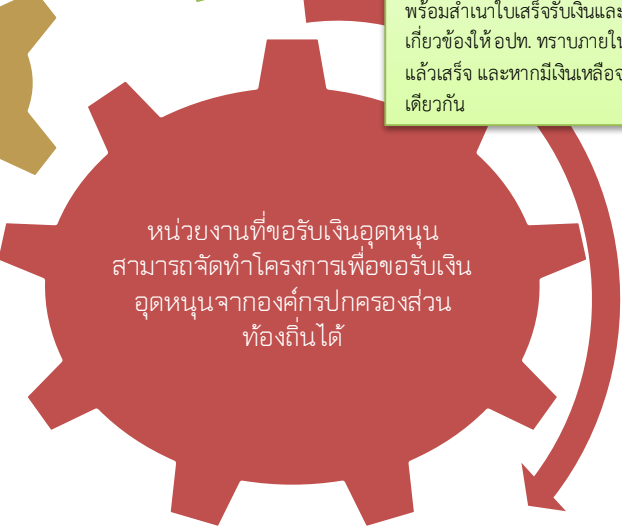 พร้อมสำเนาใบเสร็จรับเงินและ
เกี่ยวข้องให้ อปท. ทราบภายใน
แล้วเสร็จ และหากมีเงินเหลือจ
เดียวกัน
หน่วยงานที่ขอรับเงินอุดหนุน
สามารถจัดทำโครงการเพื่อขอรับเงิน
อุดหนุนจากองค์กรปกครองส่วน
ท้องถิ่นได้